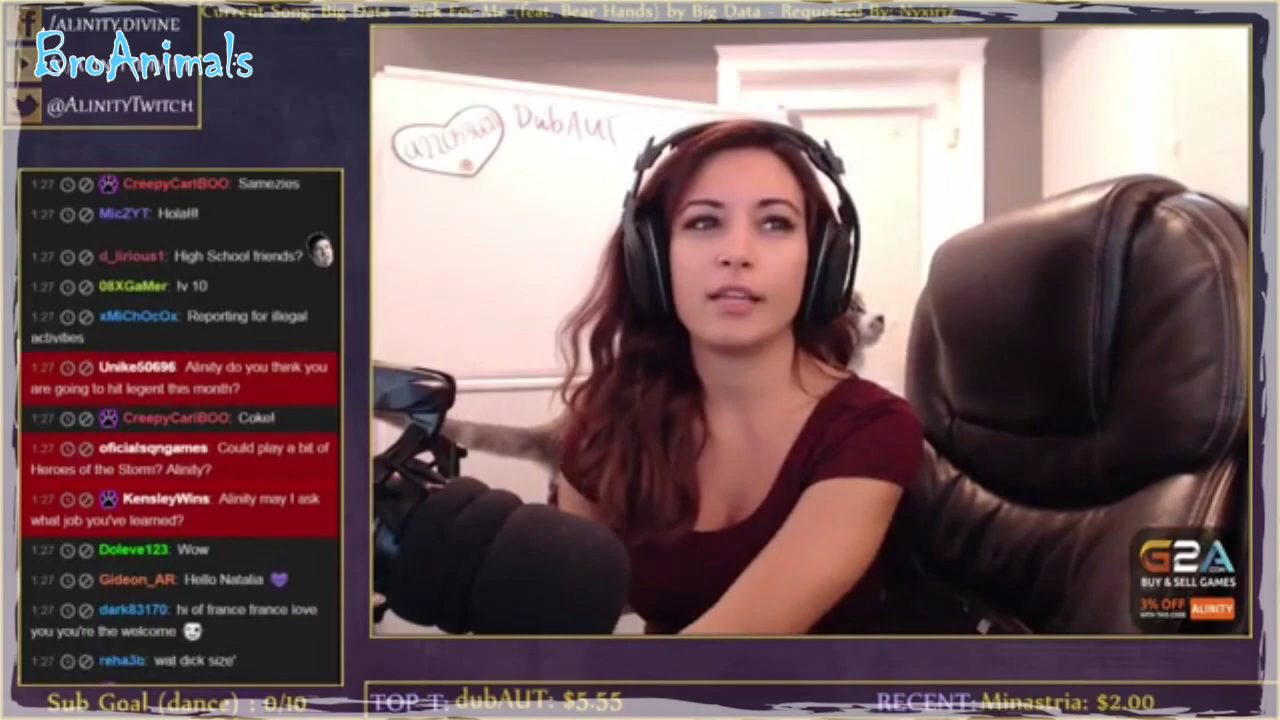 Current Song: Big Data - Sick For Me (feat. Bear Hands) by Big Data - Requested By: Nyxiriz
/ALINITY.DIVINE
BroAnimals
@ALINITYTWITCH
1:27 CreepyCarlBOO: Samezies
1:27 MicZYT: Hola!!!
1:27 d_lirious1: High School friends?
1:27 08XGaMer: lv 10
1:27 xMiChOcOx: Reporting for illegal
activities
1:27 Unike50696: Alinity do you think you
are going to hit legent this month?
1:27 CreepyCarlBOO: Coke!
1:27 oficialsqngames: Could play a bit of
Heroes of the Storm? Alinity?
1:27 KensleyWins: Alinity may I ask
what job you've learned?
1:27 Doleve123: Wow
1:27 Gideon_AR: Hello Natalia
1:27 dark83170: hi of france france love
you you're the welcome
1:27 reha3b: wat dick size'
Sub Goal (dance) : 0/10
DubAUT
G2A
.COM
BUY & SELL GAMES
3% OFF
WITH THIS CODE
ALINITY
TOP T: dubAUT: $5.55
RECENT: Minastria: $2.00